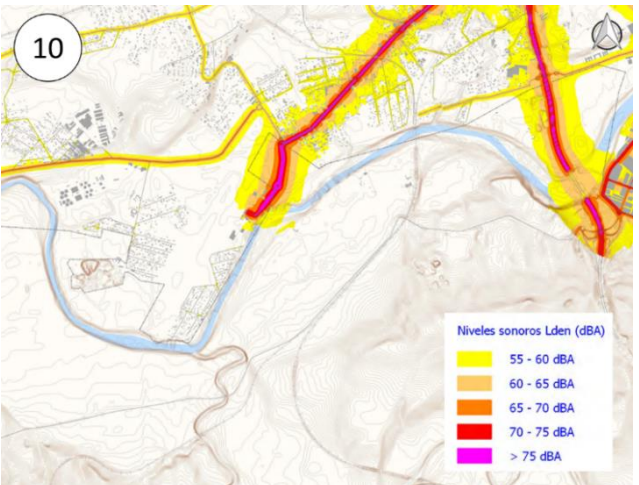 10
Niveles sonoros Lden (dBA)
55 - 60 dBA
60 - 65 dBA
65 - 70 dBA
70 - 75 dBA
> 75 dBA